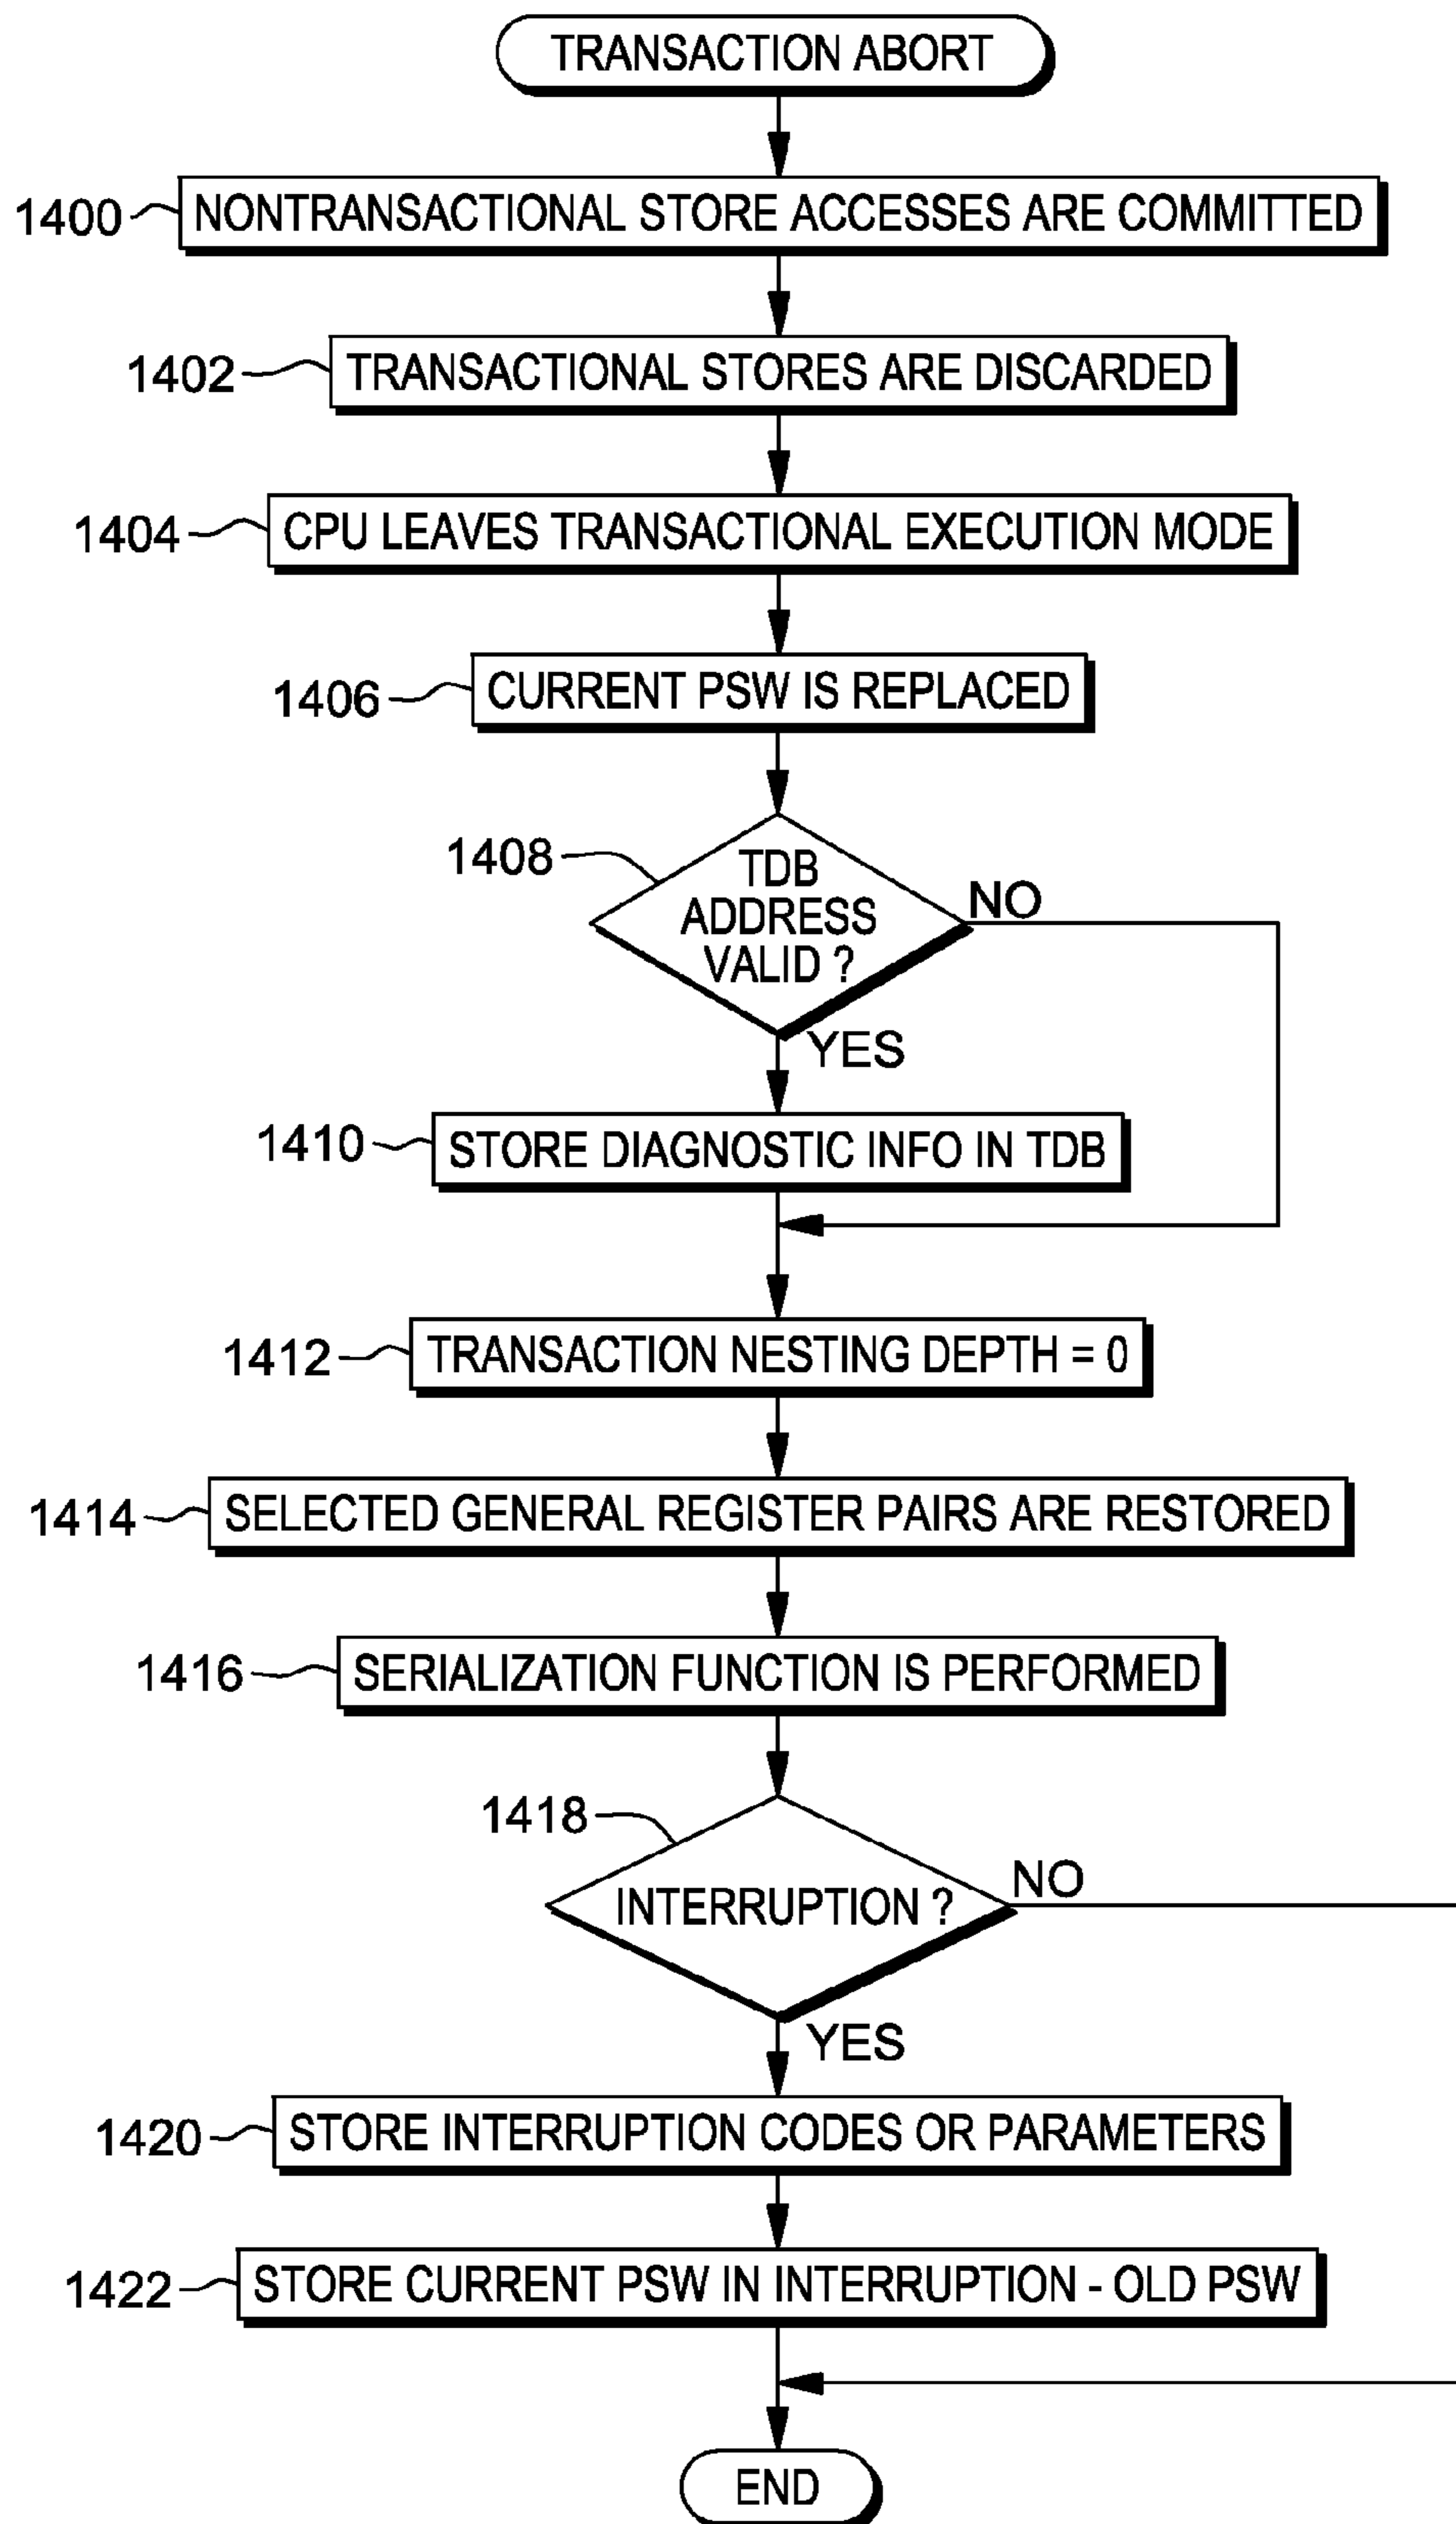 TRANSACTION ABORT
1400
NONTRANSACTIONAL STORE ACCESSES ARE COMMITTED
1402
TRANSACTIONAL STORES ARE DISCARDED
1404
CPU LEAVES TRANSACTIONAL EXECUTION MODE
1406
CURRENT PSW IS REPLACED
1408
TDB
ADDRESS
VALID ?
NO
YES
1410
STORE DIAGNOSTIC INFO IN TDB
1412
TRANSACTION NESTING DEPTH = 0
1414
SELECTED GENERAL REGISTER PAIRS ARE RESTORED
1416
SERIALIZATION FUNCTION IS PERFORMED
1418
INTERRUPTION ?
NO
YES
1420
STORE INTERRUPTION CODES OR PARAMETERS
1422
STORE CURRENT PSW IN INTERRUPTION - OLD PSW
END